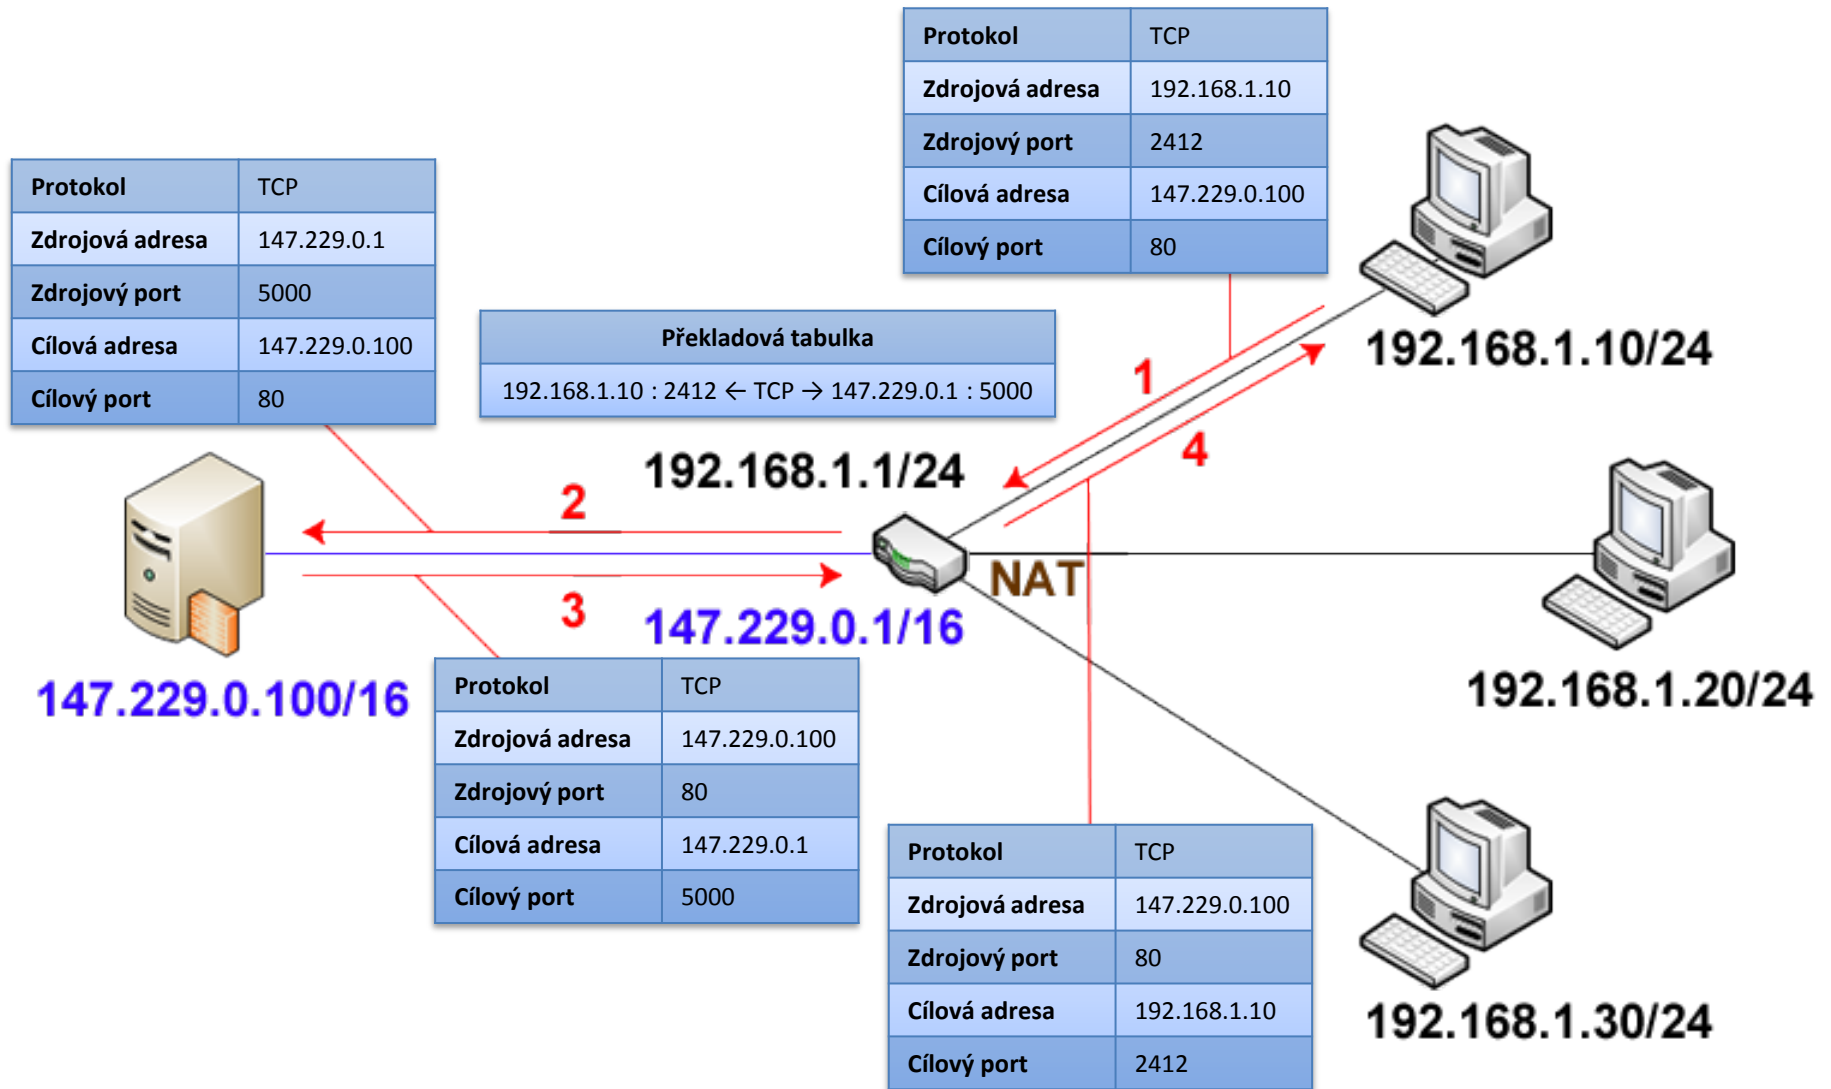 Protokol TCP
Zdrojová adresa 192.168.1.10
Zdrojový port 2412
Cílová adresa 147.229.0.100
Cílový port 80
Protokol TCP
Zdrojová adresa 147.229.0.1
Zdrojový port 5000
Cílová adresa 147.229.0.100
Cílový port 80
Překladová tabulka
192.168.1.10 : 2412 ← TCP → 147.229.0.1 : 5000
192.168.1.10/24
1
4
192.168.1.1/24
2
NAT
3
147.229.0.1/16
147.229.0.100/16
192.168.1.20/24
Protokol TCP
Zdrojová adresa 147.229.0.100
Zdrojový port 80
Cílová adresa 147.229.0.1
Cílový port 5000
Protokol TCP
Zdrojová adresa 147.229.0.100
Zdrojový port 80
Cílová adresa 192.168.1.10
Cílový port 2412
192.168.1.30/24